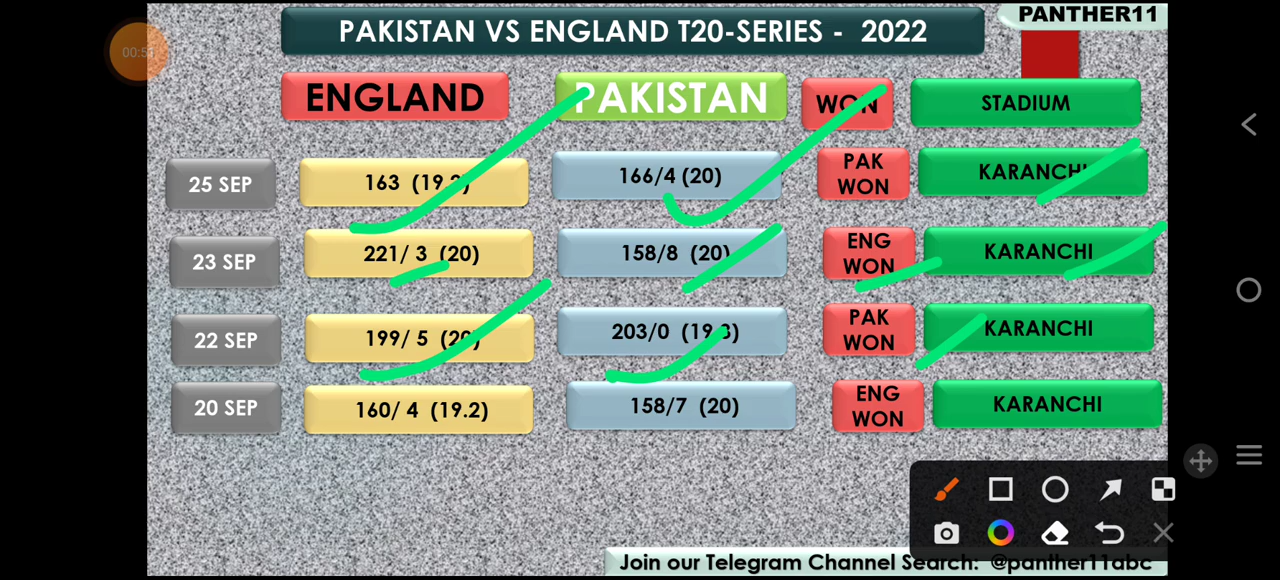 PANTHER11
PAKISTAN VS ENGLAND T20-SERIES - 2022
ENGLAND PAKISTAN WON STADIUM
25 SEP 163 (19.2) 166/4 (20) PAK WON KARANCHI
23 SEP 221/ 3 (20) 158/8 (20) ENG WON KARANCHI
22 SEP 199/ 5 (20) 203/0 (19.3) PAK WON KARANCHI
20 SEP 160/ 4 (19.2) 158/7 (20) ENG WON KARANCHI
Join our Telegram Channel Search: @panther11abc